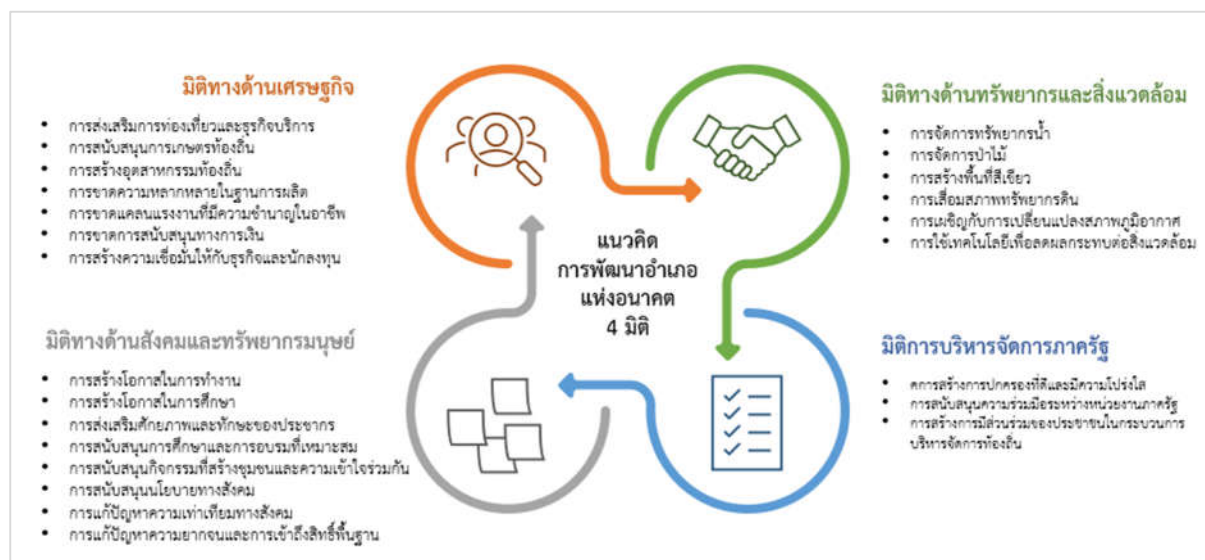 มิติทางด้านเศรษฐกิจ
• การส่งเสริมการท่องเที่ยวและธุรกิจบริการ
• การสนับสนุนการเกษตรท้องถิ่น
• การสร้างอุตสาหกรรมท้องถิ่น
• การขาดความหลากหลายในฐานการผลิต
• การขาดแคลนแรงงานที่มีความชำนาญในอาชีพ
• การขาดการสนับสนุนทางการเงิน
• การสร้างความเชื่อมั่นให้กับธุรกิจและนักลงทุน
มิติทางด้านทรัพยากรและสิ่งแวดล้อม
• การจัดการทรัพยากรน้ำ
• การจัดการป่าไม้
• การสร้างพื้นที่สีเขียว
• การเสื่อมสภาพทรัพยากรดิน
• การเผชิญกับการเปลี่ยนแปลงสภาพภูมิอากาศ
• การใช้เทคโนโลยีเพื่อลดผลกระทบต่อสิ่งแวดล้อม
แนวคิด
การพัฒนาอำเภอ
แห่งอนาคต
4 มิติ
มิติทางด้านสังคมและทรัพยากรมนุษย์
• การสร้างโอกาสในการทำงาน
• การสร้างโอกาสในการศึกษา
• การส่งเสริมศักยภาพและทักษะของประชากร
• การสนับสนุนการศึกษาและการอบรมที่เหมาะสม
• การสนับสนุนกิจกรรมที่สร้างชุมชนและความเข้าใจร่วมกัน
• การสนับสนุนนโยบายทางสังคม
• การแก้ปัญหาความเท่าเทียมทางสังคม
• การแก้ปัญหาความยากจนและการเข้าถึงสิทธิ์พื้นฐาน
มิติการบริหารจัดการภาครัฐ
• คการสร้างการปกครองที่ดีและมีความโปร่งใส
• การสนับสนุนความร่วมมือระหว่างหน่วยงานภาครัฐ
• การสร้างการมีส่วนร่วมของประชาชนในกระบวนการ
บริหารจัดการท้องถิ่น